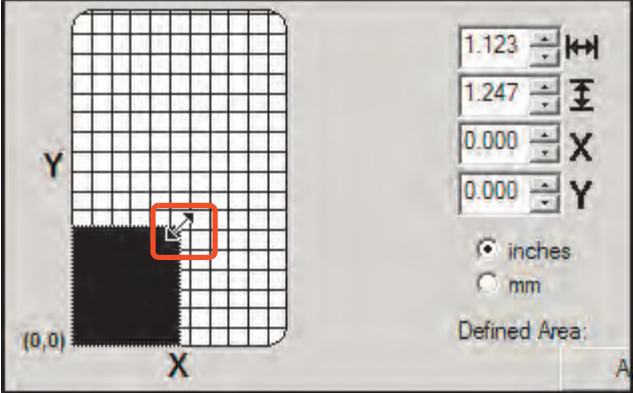 1.123
1.247
Y
0.000 X
0.000 Y
inches
mm
(0,0)
Defined Area:
X
A